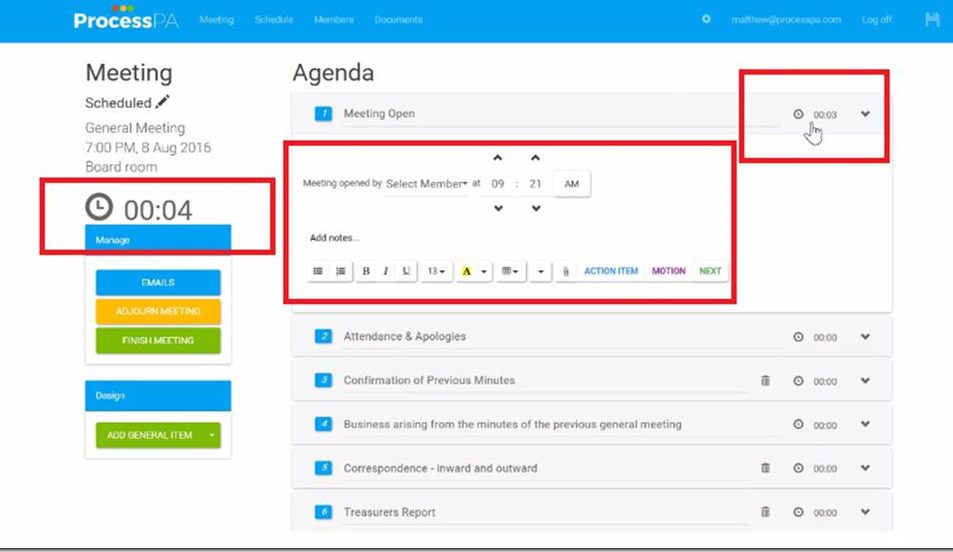 ProcessPA Meeting Schedule Members Documents matthew@processpa.com Log off
Meeting
Scheduled
General Meeting
7:00 PM, 8 Aug 2016
Board room
00:04
Manage
EMAILS
ADJOURN MEETING
FINISH MEETING
Design
ADD GENERAL ITEM
Agenda
1 Meeting Open 00:03
Meeting opened by Select Member at 09 : 21 AM
Add notes...
B I U 13 A ACTION ITEM MOTION NEXT
2 Attendance & Apologies 00:00
3 Confirmation of Previous Minutes 00:00
4 Business arising from the minutes of the previous general meeting 00:00
5 Correspondence - inward and outward 00:00
6 Treasurers Report 00:00